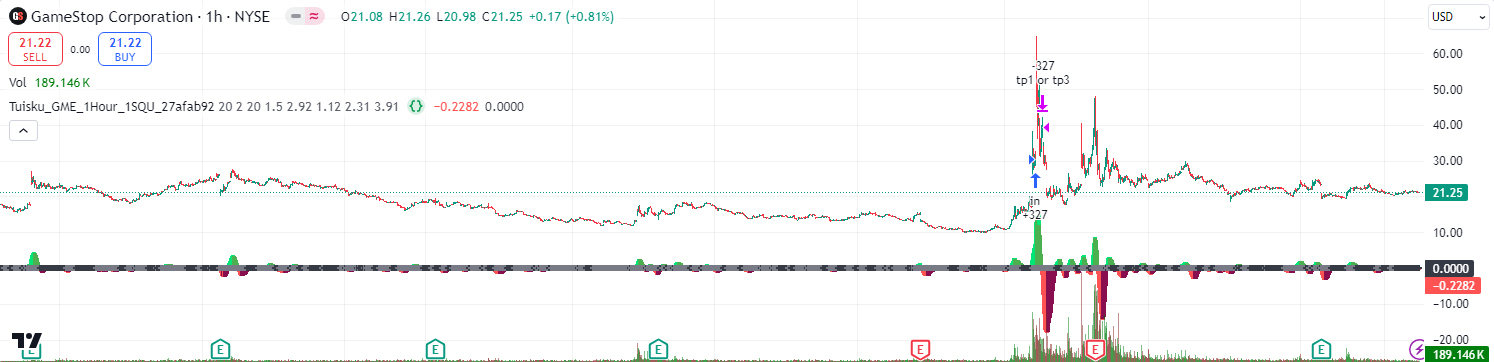 GameStop Corporation · 1h · NYSE O21.08 H21.26 L20.98 C21.25 +0.17 (+0.81%)
USD
21.22 SELL
0.00
21.22 BUY
Vol 189.146 K
Tuisku_GME_1Hour_1SQU_27afab92 20 2 20 1.5 2.92 1.12 2.31 3.91 {} −0.2282 0.0000
-327
tp1 or tp3
in
+327
60.00
50.00
40.00
30.00
21.25
10.00
0.0000
−0.2282
−10.00
−20.00
189.146 K
E
E
E
E
E
E
E